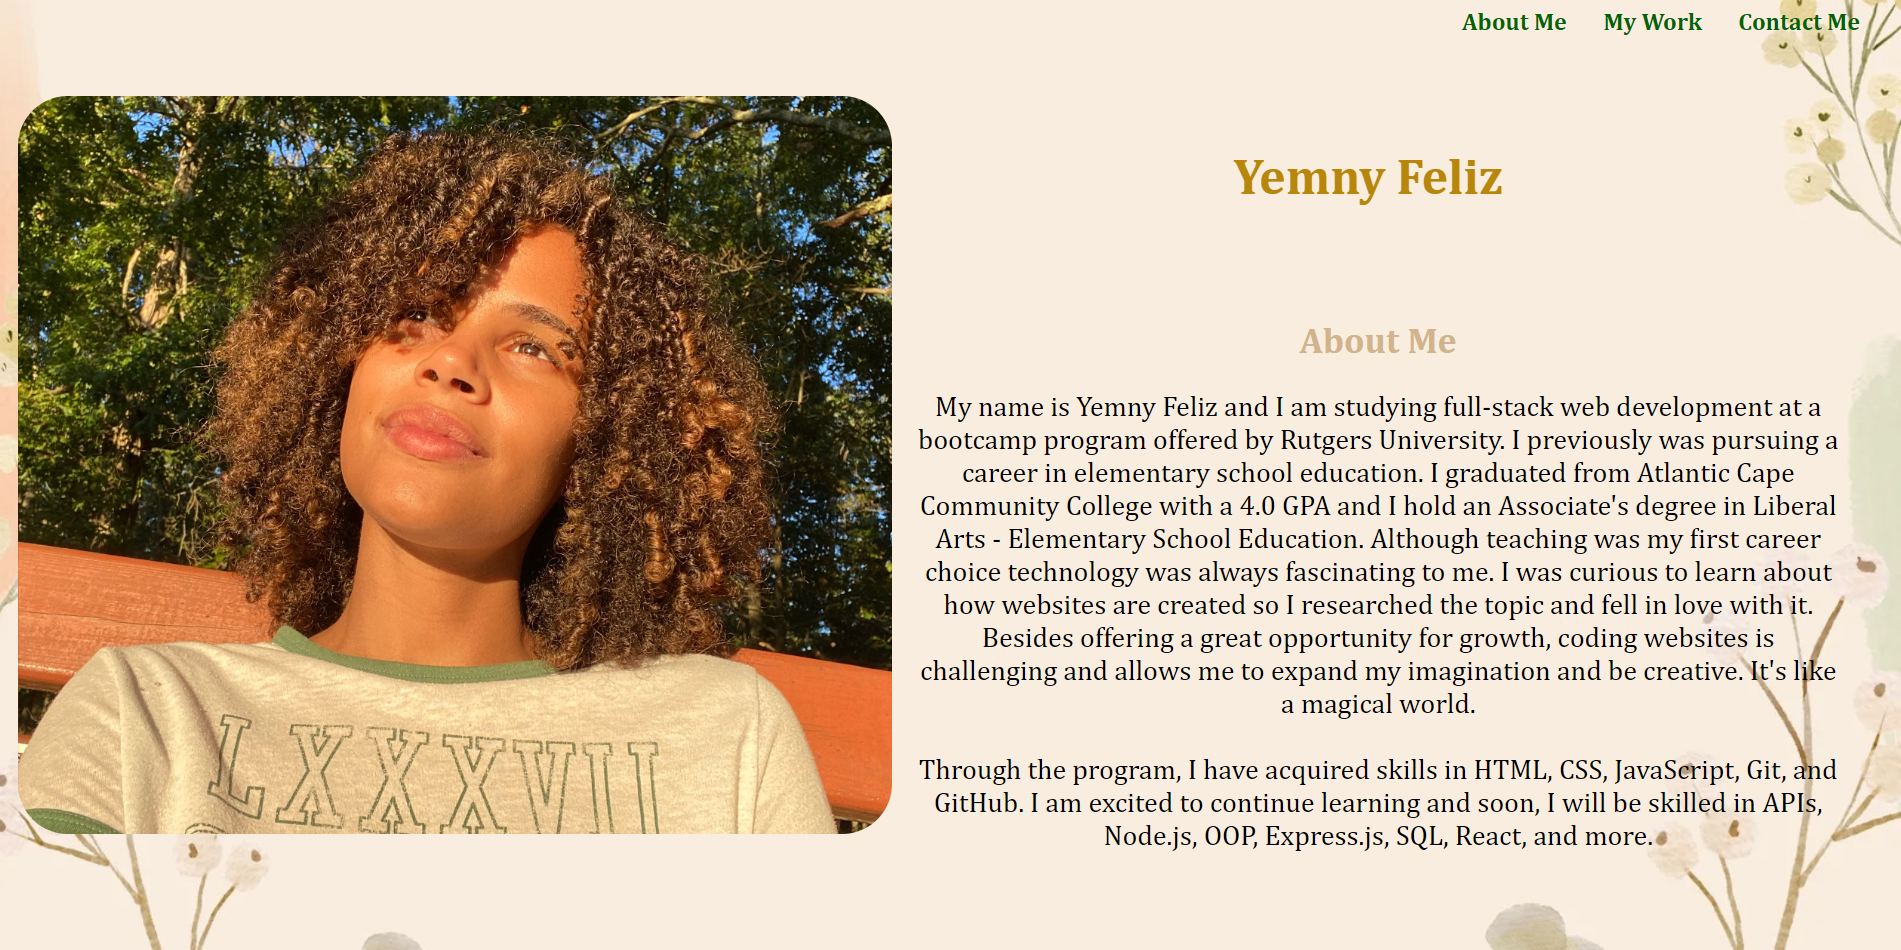 About Me My Work Contact Me
Yemny Feliz
About Me
My name is Yemny Feliz and I am studying full-stack web development at a
bootcamp program offered by Rutgers University. I previously was pursuing a
career in elementary school education. I graduated from Atlantic Cape
Community College with a 4.0 GPA and I hold an Associate's degree in Liberal
Arts - Elementary School Education. Although teaching was my first career
choice technology was always fascinating to me. I was curious to learn about
how websites are created so I researched the topic and fell in love with it.
Besides offering a great opportunity for growth, coding websites is
challenging and allows me to expand my imagination and be creative. It's like
a magical world.
Through the program, I have acquired skills in HTML, CSS, JavaScript, Git, and
GitHub. I am excited to continue learning and soon, I will be skilled in APIs,
Node.js, OOP, Express.js, SQL, React, and more.
LXXXVII